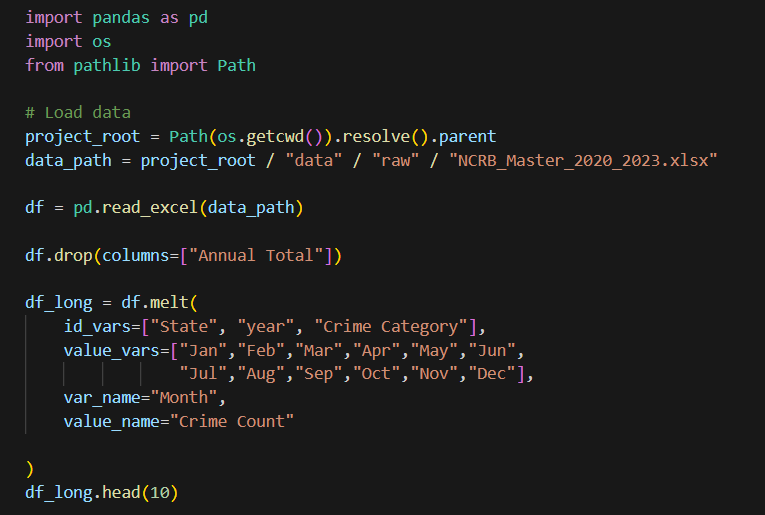 import pandas as pd
import os
from pathlib import Path
# Load data
project_root = Path(os.getcwd()).resolve().parent
data_path = project_root / "data" / "raw" / "NCRB_Master_2020_2023.xlsx"
df = pd.read_excel(data_path)
df.drop(columns=["Annual Total"])
df_long = df.melt(
    id_vars=["State", "year", "Crime Category"],
    value_vars=["Jan","Feb","Mar","Apr","May","Jun",
                "Jul","Aug","Sep","Oct","Nov","Dec"],
    var_name="Month",
    value_name="Crime Count"
)
df_long.head(10)